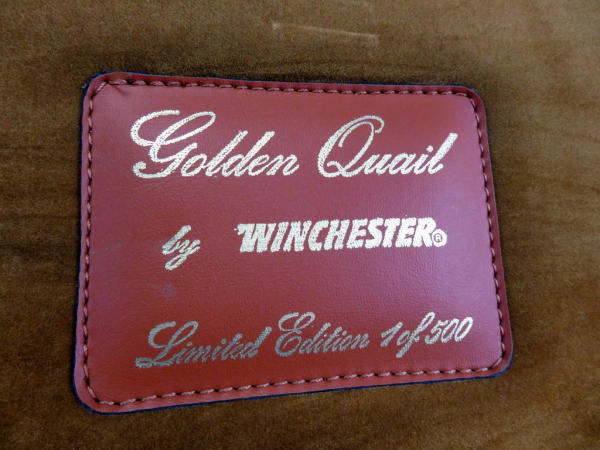 Golden Quail
by WINCHESTER®
Limited Edition 1 of 500